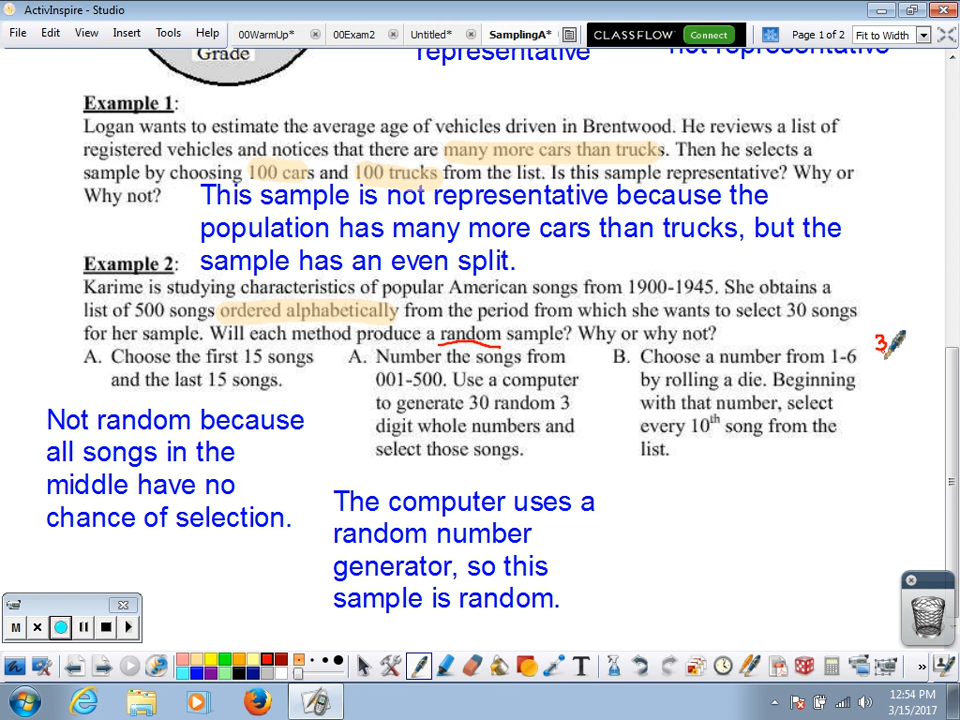 ActivInspire - Studio
File Edit View Insert Tools Help 00WarmUp* 00Exam2 Untitled* SamplingA* CLASSFLOW Connect Page 1 of 2 Fit to Width
Grade
representative
not representative
Example 1:
Logan wants to estimate the average age of vehicles driven in Brentwood. He reviews a list of
registered vehicles and notices that there are many more cars than trucks. Then he selects a
sample by choosing 100 cars and 100 trucks from the list. Is this sample representative? Why or
Why not?
This sample is not representative because the
population has many more cars than trucks, but the
sample has an even split.
Example 2:
Karime is studying characteristics of popular American songs from 1900-1945. She obtains a
list of 500 songs ordered alphabetically from the period from which she wants to select 30 songs
for her sample. Will each method produce a random sample? Why or why not?
3
A. Choose the first 15 songs
and the last 15 songs.
Not random because
all songs in the
middle have no
chance of selection.
A. Number the songs from
001-500. Use a computer
to generate 30 random 3
digit whole numbers and
select those songs.
The computer uses a
random number
generator, so this
sample is random.
B. Choose a number from 1-6
by rolling a die. Beginning
with that number, select
every 10th song from the
list.
M
T
12:54 PM
3/15/2017